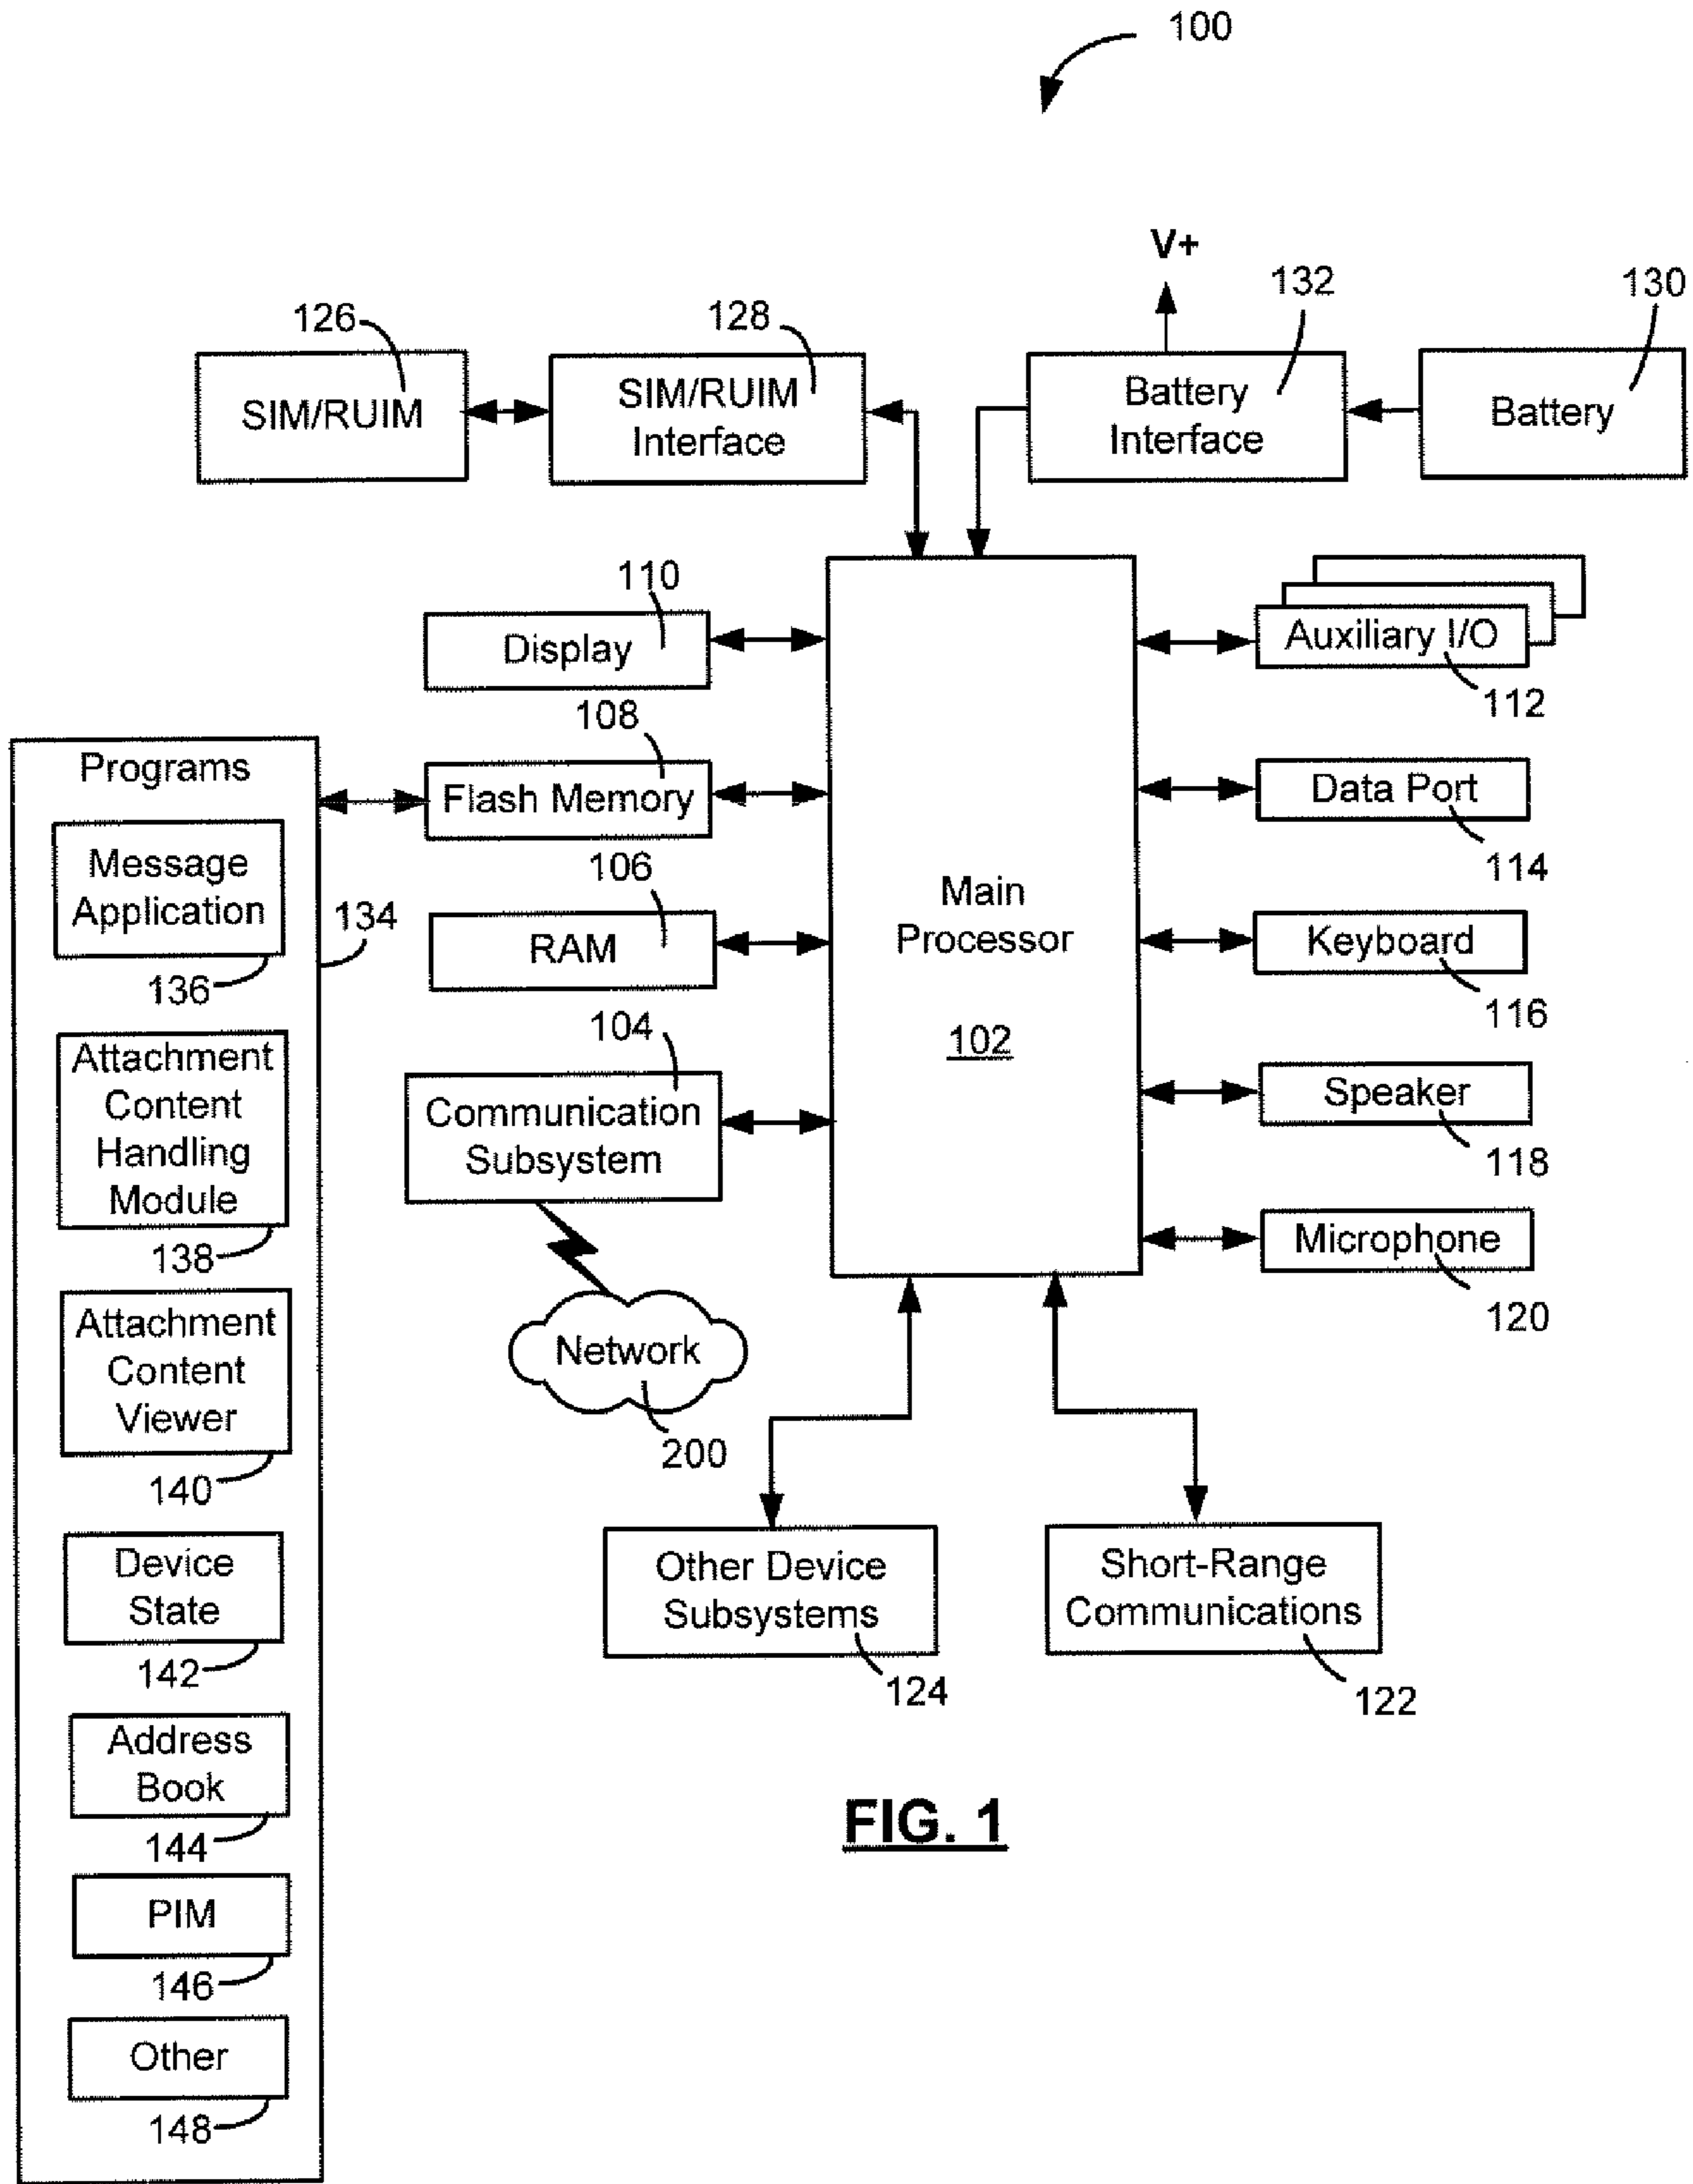 100
V+
126
128
132
130
SIM/RUIM
SIM/RUIM
Interface
Battery
Interface
Battery
110
Display
Auxiliary I/O
112
108
Programs
Flash Memory
Data Port
114
Message
Application
136
134
106
RAM
Main
Processor
102
Keyboard
116
104
Attachment
Content
Handling
Module
138
Communication
Subsystem
Speaker
118
Microphone
120
Attachment
Content
Viewer
140
Network
200
Device
State
142
Other Device
Subsystems
124
Short-Range
Communications
122
Address
Book
144
FIG. 1
PIM
146
Other
148